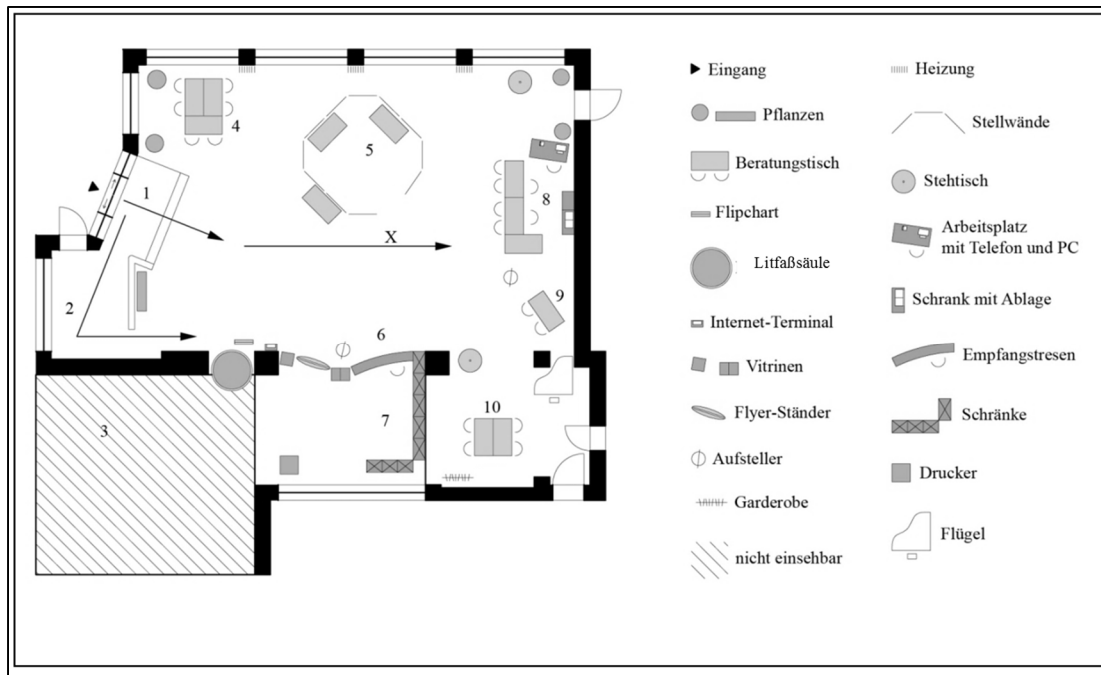 1
2
3
4
5
X
6
7
8
9
10
Eingang
Pflanzen
Beratungstisch
Flipchart
Litfaßsäule
Internet-Terminal
Vitrinen
Flyer-Ständer
Aufsteller
Garderobe
nicht einsehbar
Heizung
Stellwände
Stehtisch
Arbeitsplatz
mit Telefon und PC
Schrank mit Ablage
Empfangstresen
Schränke
Drucker
Flügel